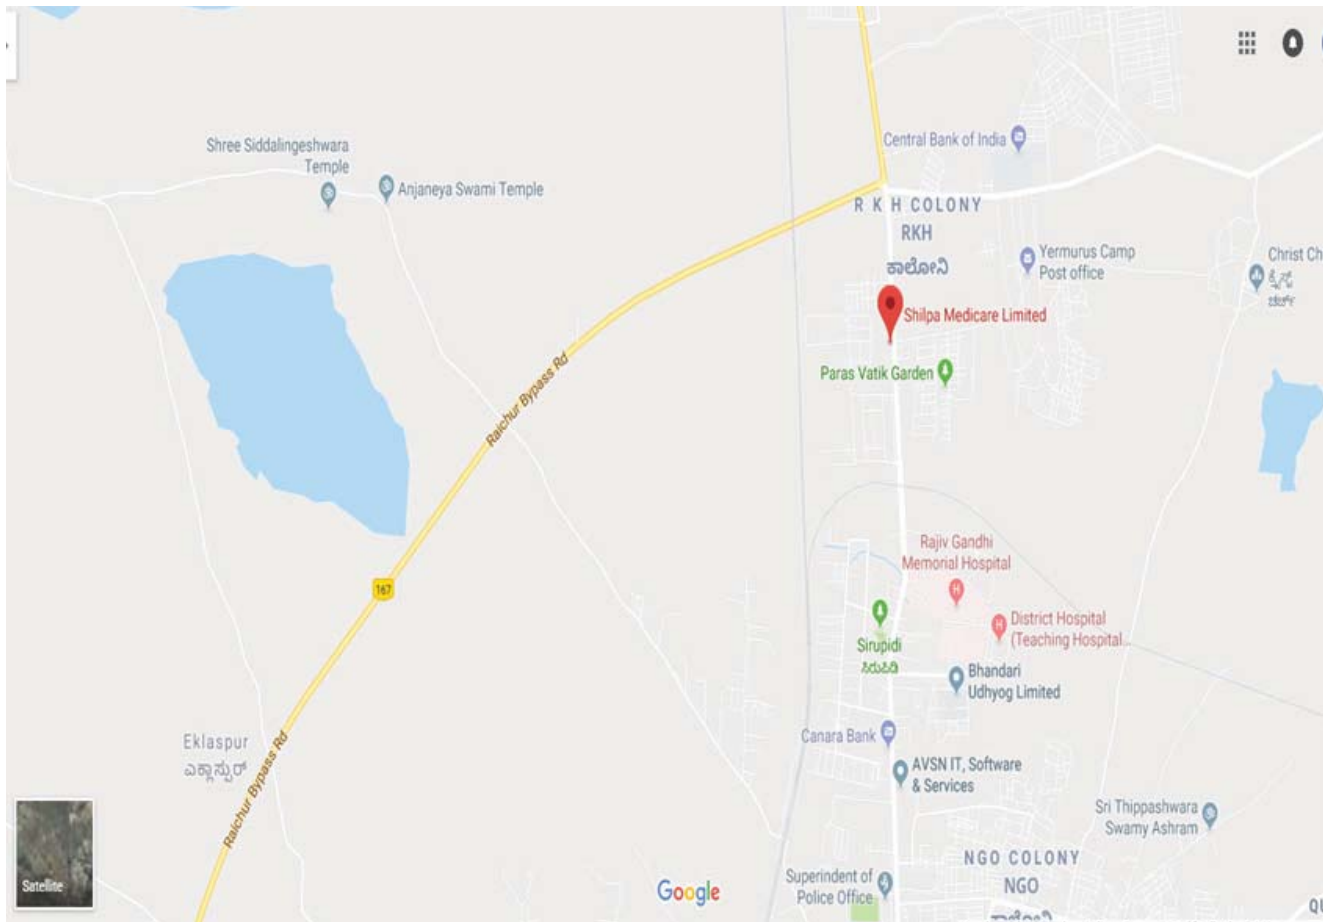 Central Bank of India
Shree Siddalingeshwara
Temple
Anjaneya Swami Temple
R K H COLONY
RKH
ಕಾಲೋನಿ
Yermurus Camp
Post office
Christ Ch
ಕ್ರೈಸ್ಟ್
ಚರ್ಚ್
Shilpa Medicare Limited
Paras Vatik Garden
Raichur Bypass Rd
Rajiv Gandhi
Memorial Hospital
H
167
District Hospital
(Teaching Hospital...
H
Sirupidi
ಸಿರುಪಿಡಿ
Bhandari
Udhyog Limited
Eklaspur
ಎಕ್ಲಾಸ್ಪುರ್
Raichur Bypass Rd
Canara Bank
AVSN IT, Software
& Services
Sri Thippashwara
Swamy Ashram
NGO COLONY
NGO
ಕಾಲೋನಿ
Superindent of
Police Office
Satellite
Google
QU